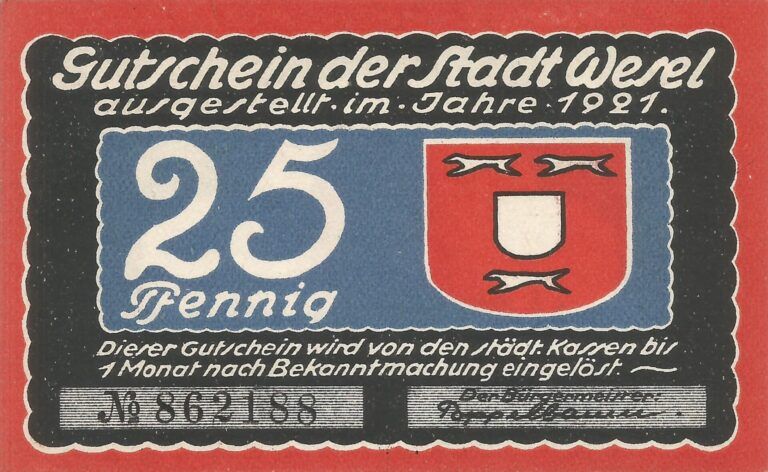 Gutschein der Stadt Wesel
ausgestellt · im · Jahre · 1921.
25
Pfennig
Dieser Gutschein wird von den städt. Kassen bis
1 Monat nach Bekanntmachung eingelöst. —
№ 862188
Der Bürgermeister:
Poppelbaum.